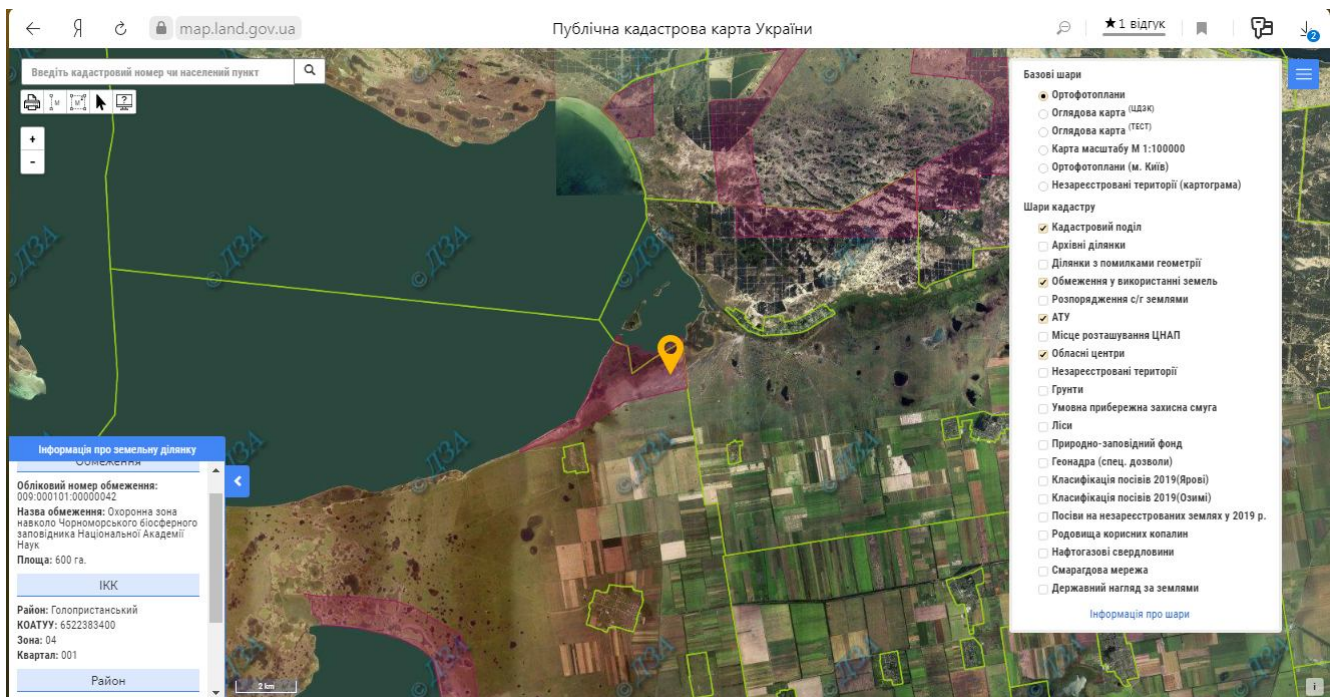 map.land.gov.ua
Публічна кадастрова карта України
★1 відгук
2
Введіть кадастровий номер чи населений пункт
М
М
?
+
-
Базові шари
Ортофотоплани
Оглядова карта (ЦДЗК)
Оглядова карта (ТЕСТ)
Карта масштабу М 1:100000
Ортофотоплани (м. Київ)
Незареєстровані території (картограма)
Шари кадастру
Кадастровий поділ
Архівні ділянки
Ділянки з помилками геометрії
Обмеження у використанні земель
Розпорядження с/г землями
АТУ
Місце розташування ЦНАП
Обласні центри
Незареєстровані території
Грунти
Умовна прибережна захисна смуга
Ліси
Природно-заповідний фонд
Геонадра (спец. дозволи)
Класифікація посівів 2019(Ярові)
Класифікація посівів 2019(Озимі)
Посіви на незареєстрованих землях у 2019 р.
Родовища корисних копалин
Нафтогазові свердловини
Смарагдова мережа
Державний нагляд за землями
Інформація про шари
© ДЗА
© ДЗА
© ДЗА
© ДЗА
Інформація про земельну ділянку
Обмеження
Обліковий номер обмеження:
009:000101:00000042
Назва обмеження: Охоронна зона
навколо Чорноморського біосферного
заповідника Національної Академії
Наук
Площа: 600 га.
ІКК
Район: Голопристанський
КОАТУУ: 6522383400
Зона: 04
Квартал: 001
Район
2 km
i